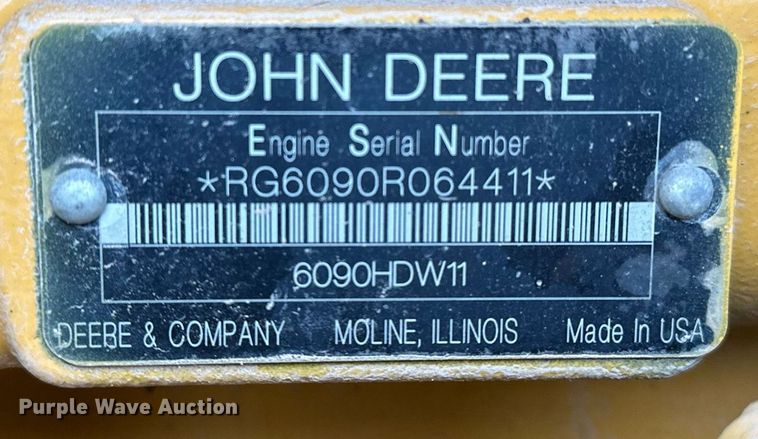 JOHN DEERE
Engine Serial Number
*RG6090R064411*
6090HDW11
DEERE & COMPANY MOLINE, ILLINOIS Made In USA
Purple Wave Auction